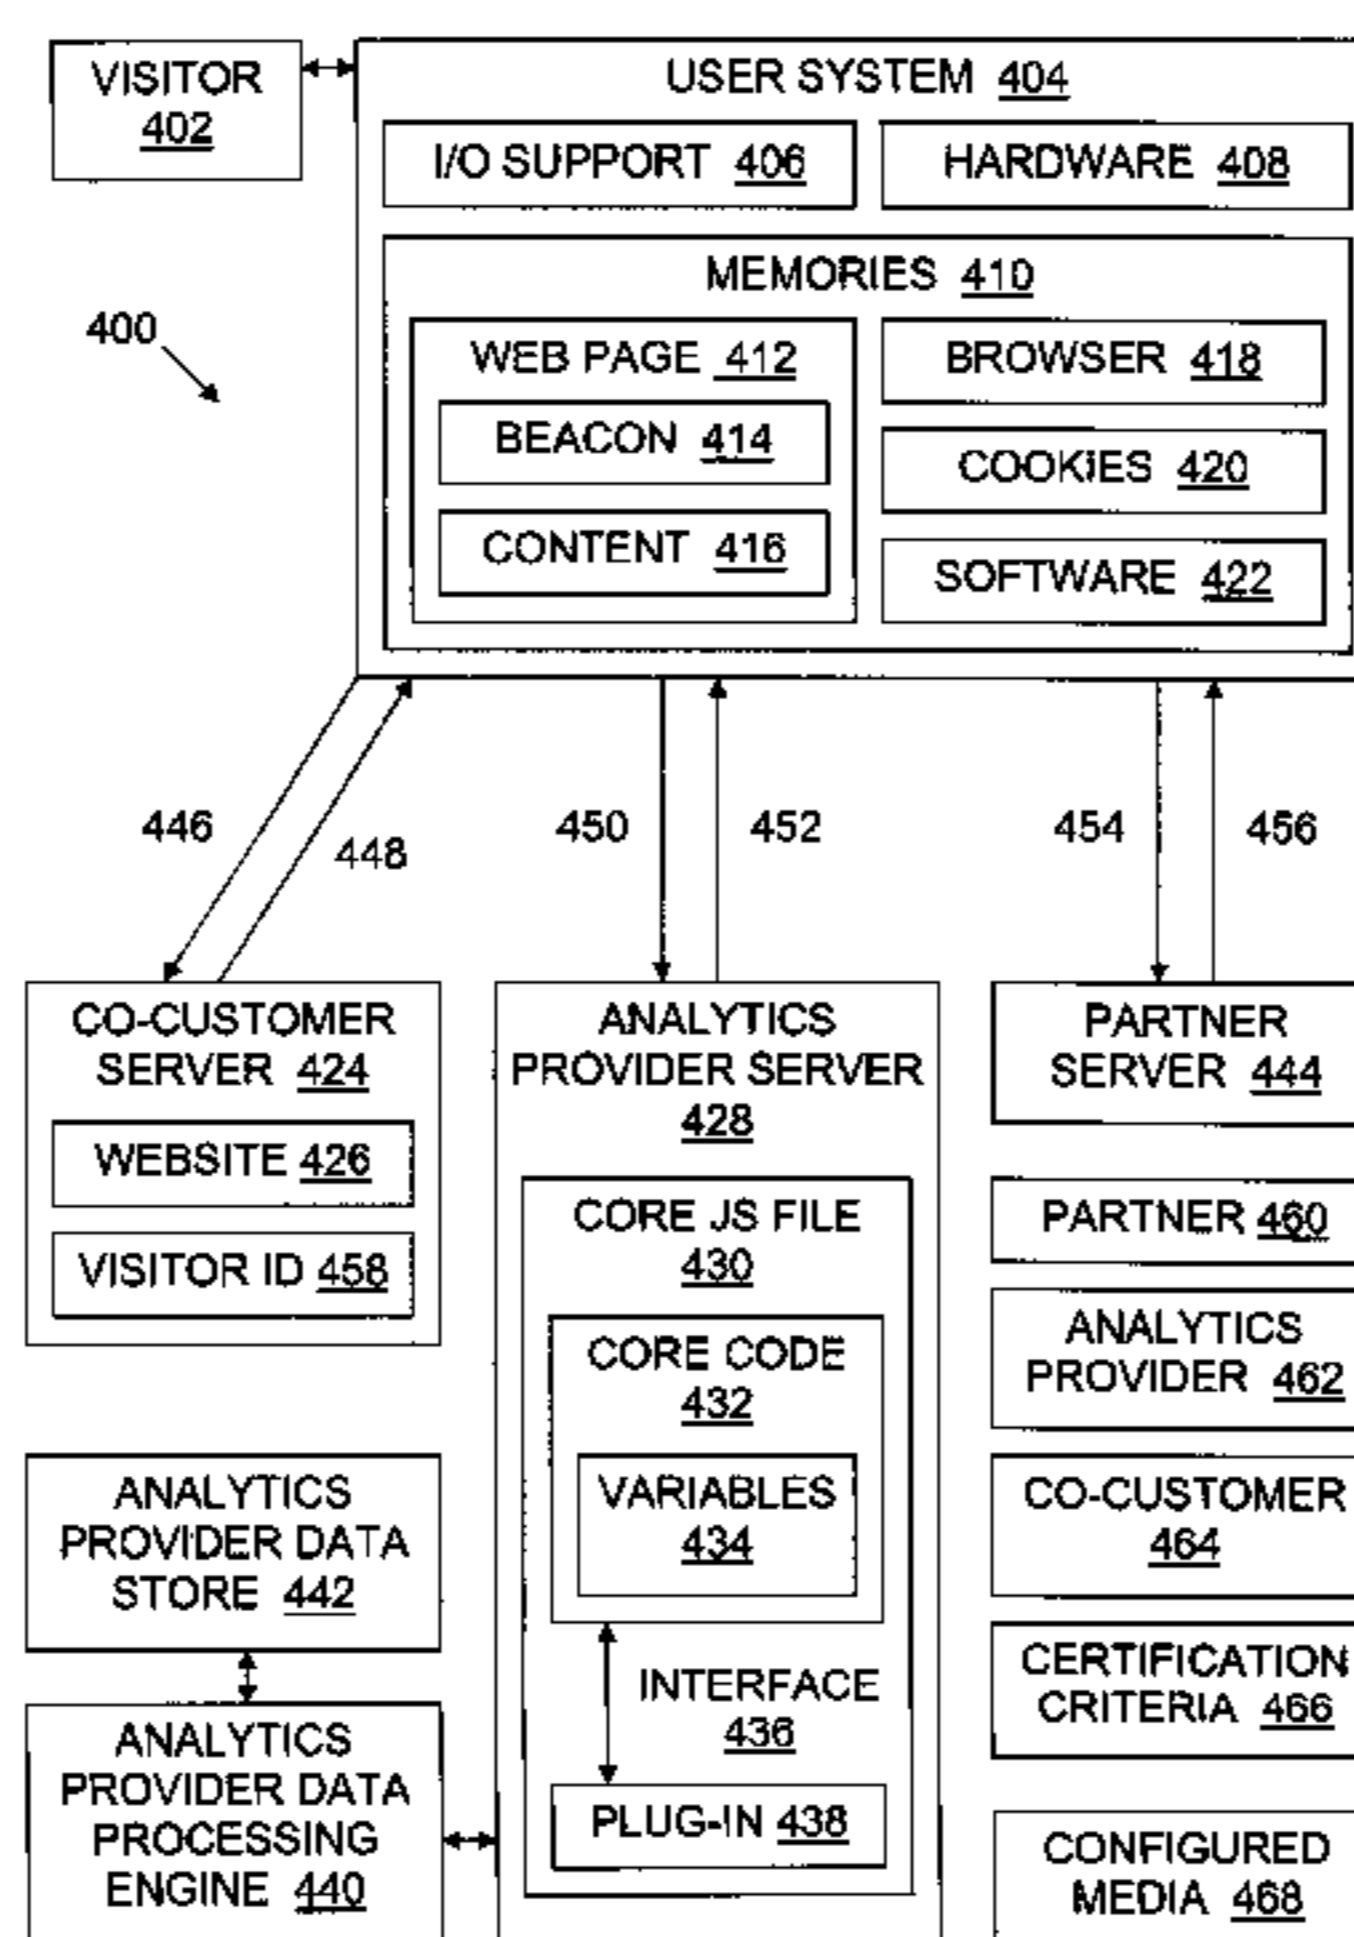 VISITOR
402
USER SYSTEM 404
I/O SUPPORT 406
HARDWARE 408
MEMORIES 410
400
WEB PAGE 412
BEACON 414
CONTENT 416
BROWSER 418
COOKIES 420
SOFTWARE 422
446
448
450
452
454
456
CO-CUSTOMER
SERVER 424
WEBSITE 426
VISITOR ID 458
ANALYTICS
PROVIDER SERVER
428
CORE JS FILE
430
CORE CODE
432
VARIABLES
434
INTERFACE
436
PLUG-IN 438
PARTNER
SERVER 444
PARTNER 460
ANALYTICS
PROVIDER 462
CO-CUSTOMER
464
CERTIFICATION
CRITERIA 466
CONFIGURED
MEDIA 468
ANALYTICS
PROVIDER DATA
STORE 442
ANALYTICS
PROVIDER DATA
PROCESSING
ENGINE 440